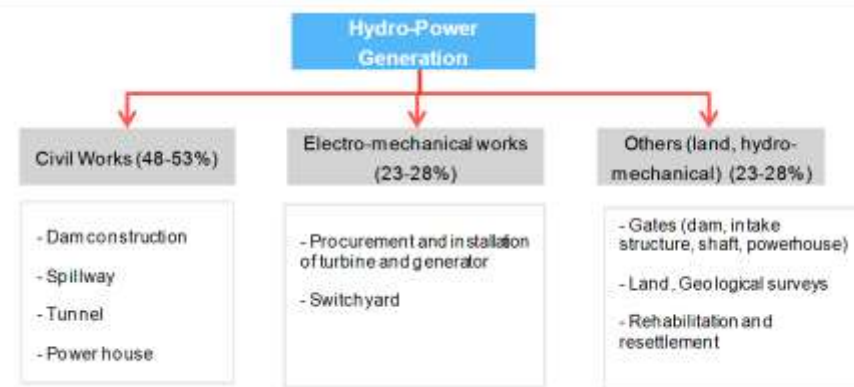 Hydro-Power
Generation
Civil Works (48-53%)
Electro-mechanical works
(23-28%)
Others (land, hydro-
mechanical) (23-28%)
- Dam construction
- Spillway
- Tunnel
- Power house
- Procurement and installation
of turbine and generator
- Switchyard
- Gates (dam, intake
structure, shaft, powerhouse)
- Land, Geological surveys
- Rehabilitation and
resettlement